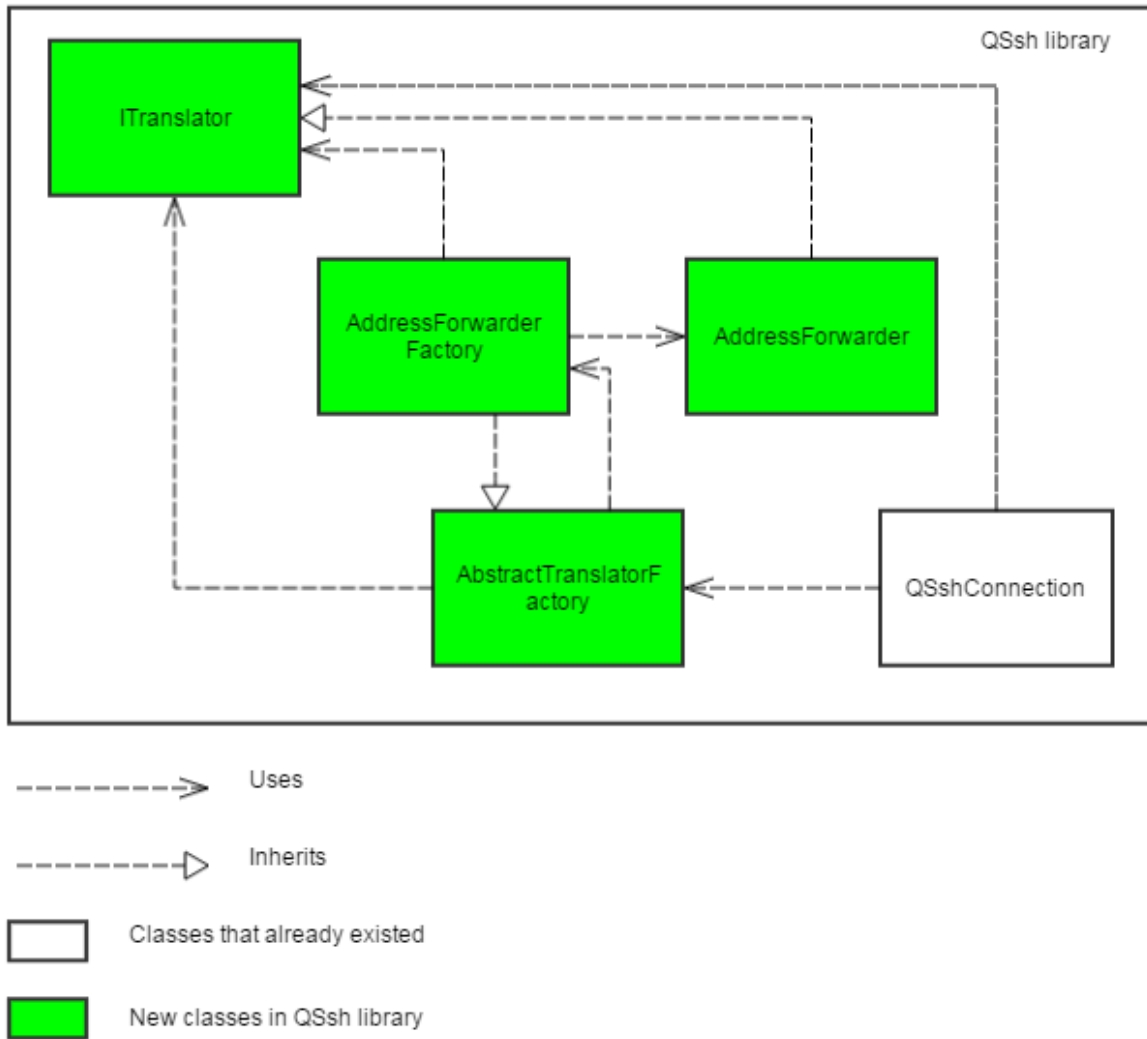 QSsh library
ITranslator
AddressForwarder
Factory
AddressForwarder
AbstractTranslatorF
actory
QSshConnection
Uses
Inherits
Classes that already existed
New classes in QSsh library